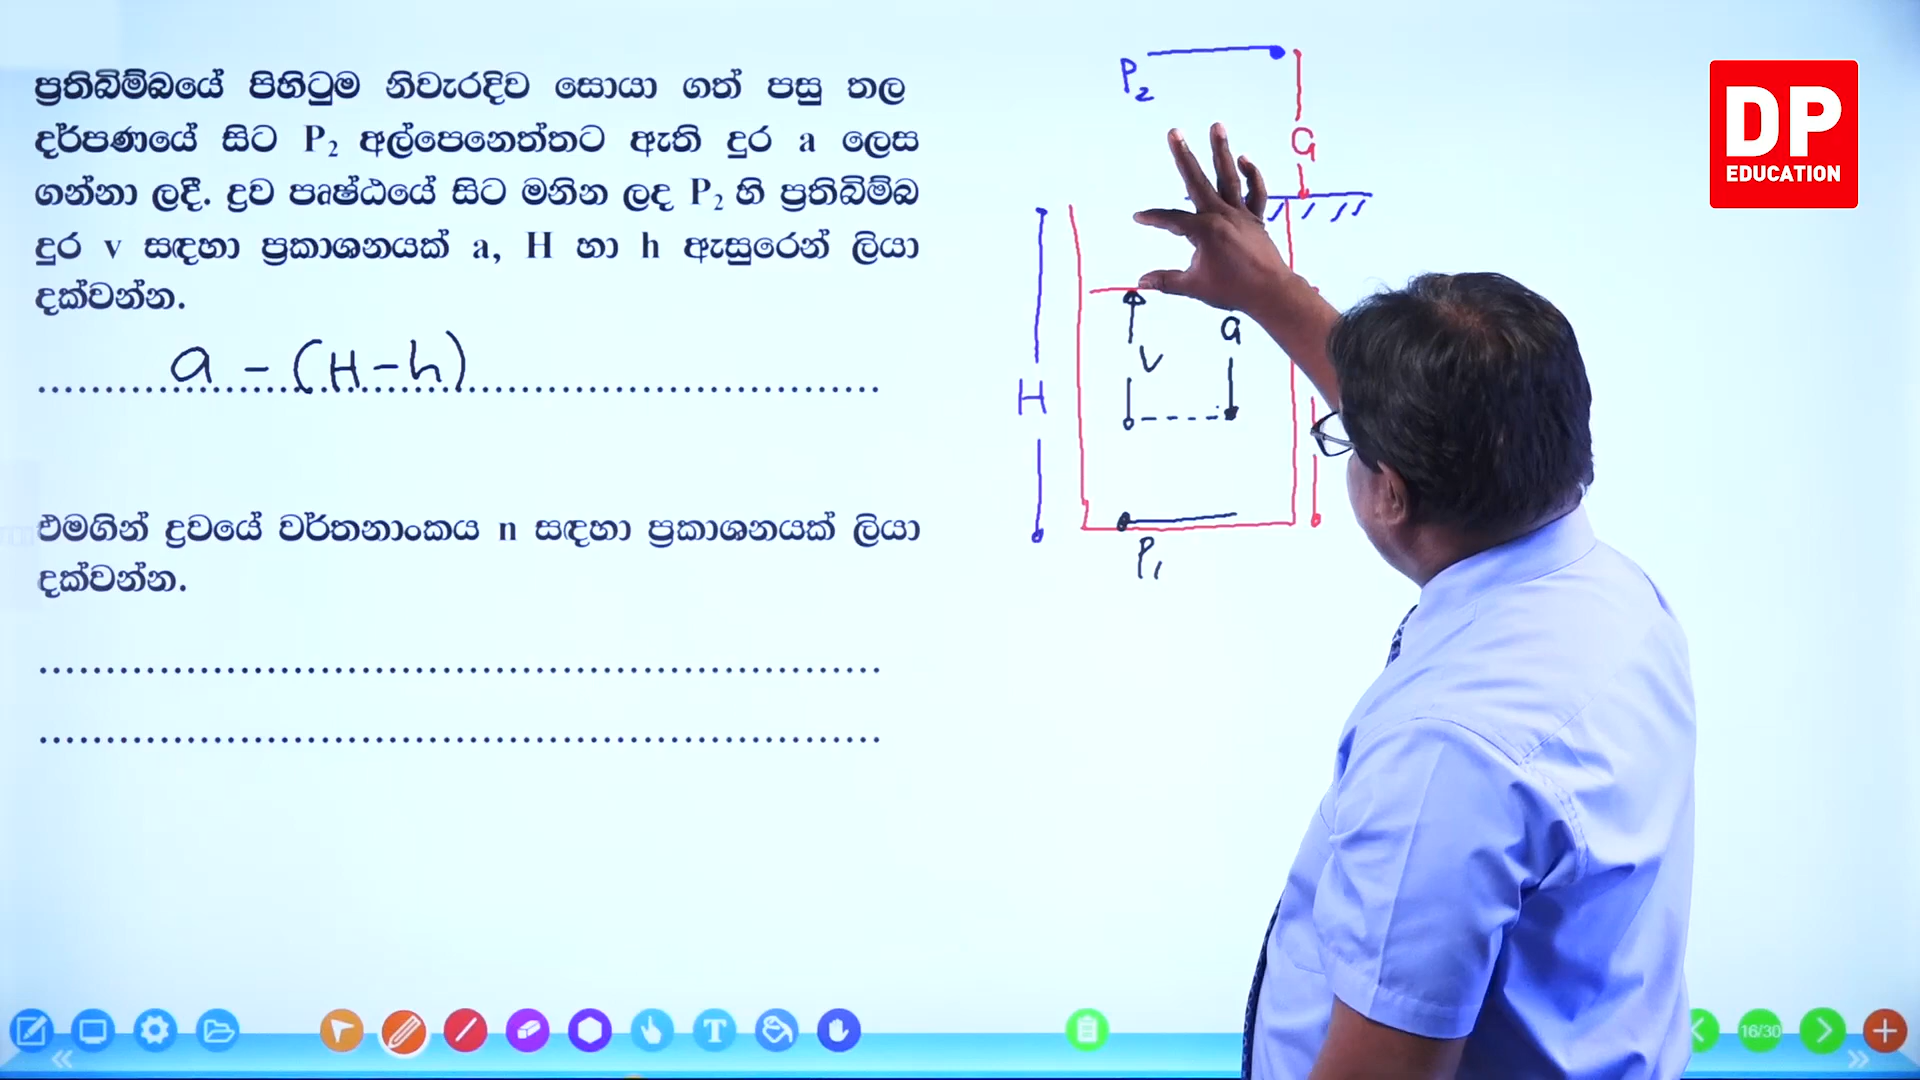 ප්‍රතිබිම්බයේ පිහිටුම නිවැරදිව සොයා ගත් පසු තල
දර්පණයේ සිට P₂ අල්පෙනෙත්තට ඇති දුර a ලෙස
ගන්නා ලදී. ද්‍රව පෘෂ්ඨයේ සිට මනින ලද P₂ හි ප්‍රතිබිම්බ
දුර v සඳහා ප්‍රකාශනයක් a, H හා h ඇසුරෙන් ලියා
දක්වන්න.
a - (H - h)
එමගින් ද්‍රවයේ වර්තනාංකය n සඳහා ප්‍රකාශනයක් ලියා
දක්වන්න.
P₂
a
a
V
H
P₁
DP
EDUCATION
16/30